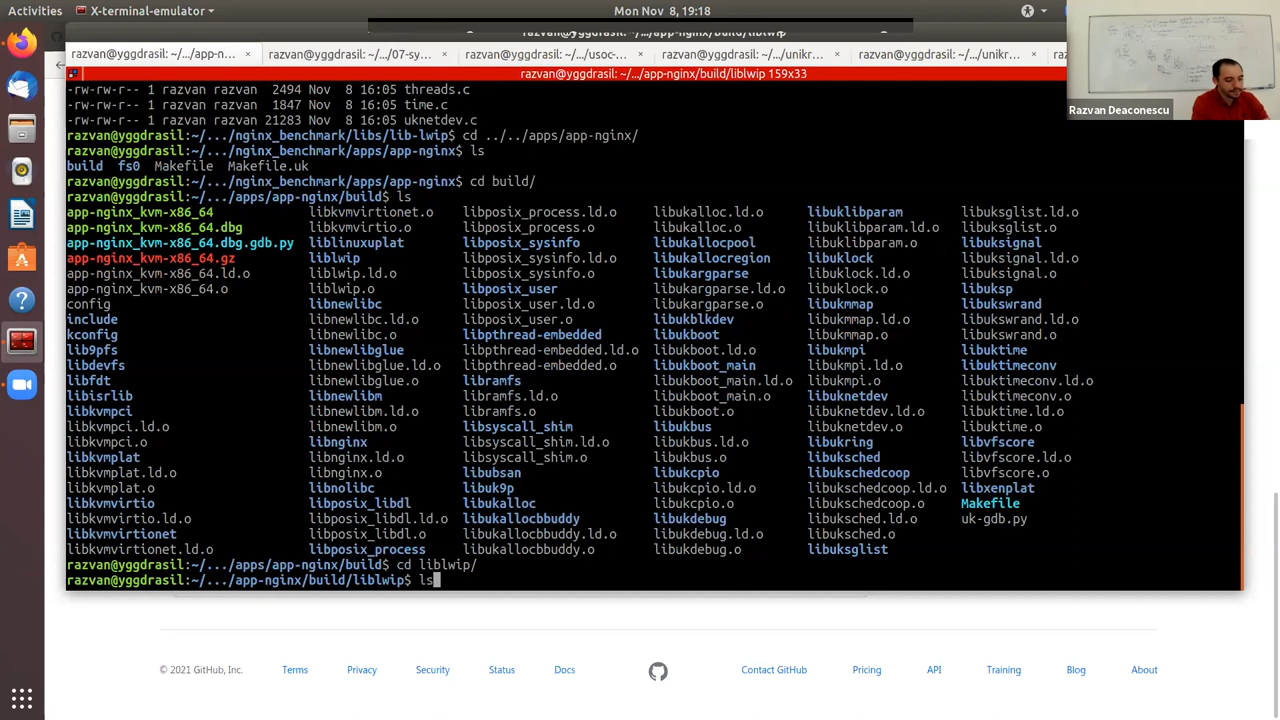 Activities X-terminal-emulator Mon Nov 8, 19:18
razvan@yggdrasil: ~/.../app-n... × razvan@yggdrasil: ~/.../07-... × razvan@yggdrasil: ~/.../usoc-... × razvan@yggdrasil: ~/.../unikr... × razvan@yggdrasil: ~/.../unikr... ×
razvan@yggdrasil: ~/.../app-nginx/build/liblwip 159x33
Razvan Deaconescu
-rw-rw-r-- 1 razvan razvan  2494 Nov  8 16:05 threads.c
-rw-rw-r-- 1 razvan razvan  1847 Nov  8 16:05 time.c
-rw-rw-r-- 1 razvan razvan 21283 Nov  8 16:05 uknetdev.c
razvan@yggdrasil:~/.../nginx_benchmark/libs/lib-lwip$ cd ../../apps/app-nginx/
razvan@yggdrasil:~/.../nginx_benchmark/apps/app-nginx$ ls
build  fs0  Makefile  Makefile.uk
razvan@yggdrasil:~/.../nginx_benchmark/apps/app-nginx$ cd build/
razvan@yggdrasil:~/.../apps/app-nginx/build$ ls
app-nginx_kvm-x86_64 libkvmvirtionet.o libposix_process.ld.o libukalloc.ld.o libuklibparam libuksglist.ld.o
app-nginx_kvm-x86_64.dbg libkvmvirtio.o libposix_process.o libukalloc.o libuklibparam.ld.o libuksglist.o
app-nginx_kvm-x86_64.dbg.gdb.py liblinuxuplat libposix_sysinfo libukallocpool libuklibparam.o libuksignal
app-nginx_kvm-x86_64.gz liblwip libposix_sysinfo.ld.o libukallocregion libuklock libuksignal.ld.o
app-nginx_kvm-x86_64.ld.o liblwip.ld.o libposix_sysinfo.o libukargparse libuklock.ld.o libuksignal.o
app-nginx_kvm-x86_64.o liblwip.o libposix_user libukargparse.ld.o libuklock.o libuksp
config libnewlibc libposix_user.ld.o libukargparse.o libukmmap libukswrand
include libnewlibc.ld.o libposix_user.o libukblkdev libukmmap.ld.o libukswrand.ld.o
kconfig libnewlibc.o libpthread-embedded libukboot libukmmap.o libukswrand.o
lib9pfs libnewlibglue libpthread-embedded.ld.o libukboot.ld.o libukmpi libuktime
libdevfs libnewlibglue.ld.o libpthread-embedded.o libukboot_main libukmpi.ld.o libuktimeconv
libfdt libnewlibglue.o libramfs libukboot_main.ld.o libukmpi.o libuktimeconv.ld.o
libisrlib libnewlibm libramfs.ld.o libukboot_main.o libuknetdev libuktimeconv.o
libkvmpci libnewlibm.ld.o libramfs.o libukboot.o libuknetdev.ld.o libuktime.ld.o
libkvmpci.ld.o libnewlibm.o libsyscall_shim libukbus libuknetdev.o libuktime.o
libkvmpci.o libnginx libsyscall_shim.ld.o libukbus.ld.o libukring libvfscore
libkvmplat libnginx.ld.o libsyscall_shim.o libukbus.o libuksched libvfscore.ld.o
libkvmplat.ld.o libnginx.o libubsan libukcpio libukschedcoop libvfscore.o
libkvmplat.o libnolibc libuk9p libukcpio.ld.o libukschedcoop.ld.o libxenplat
libkvmvirtio libposix_libdl libukalloc libukcpio.o libukschedcoop.o Makefile
libkvmvirtio.ld.o libposix_libdl.ld.o libukallocbbuddy libukdebug libuksched.ld.o uk-gdb.py
libkvmvirtionet libposix_libdl.o libukallocbbuddy.ld.o libukdebug.ld.o libuksched.o
libkvmvirtionet.ld.o libposix_process libukallocbbuddy.o libukdebug.o libuksglist
razvan@yggdrasil:~/.../apps/app-nginx/build$ cd liblwip/
razvan@yggdrasil:~/.../app-nginx/build/liblwip$ ls
© 2021 GitHub, Inc. Terms Privacy Security Status Docs Contact GitHub Pricing API Training Blog About